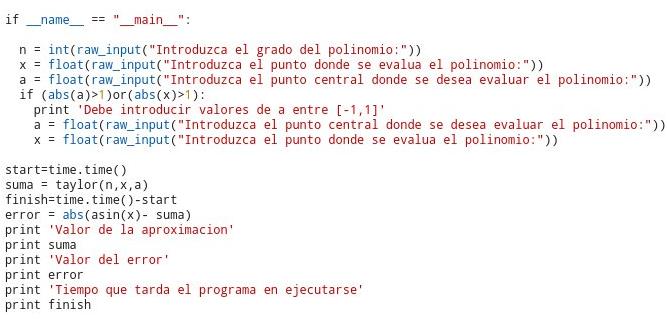 if __name__ == "__main__":
n = int(raw_input("Introduzca el grado del polinomio:"))
x = float(raw_input("Introduzca el punto donde se evalua el polinomio:"))
a = float(raw_input("Introduzca el punto central donde se desea evaluar el polinomio:"))
if (abs(a)>1)or(abs(x)>1):
print 'Debe introducir valores de a entre [-1,1]'
a = float(raw_input("Introduzca el punto central donde se desea evaluar el polinomio:"))
x = float(raw_input("Introduzca el punto donde se evalua el polinomio:"))
start=time.time()
suma = taylor(n,x,a)
finish=time.time()-start
error = abs(asin(x)- suma)
print 'Valor de la aproximacion'
print suma
print 'Valor del error'
print error
print 'Tiempo que tarda el programa en ejecutarse'
print finish